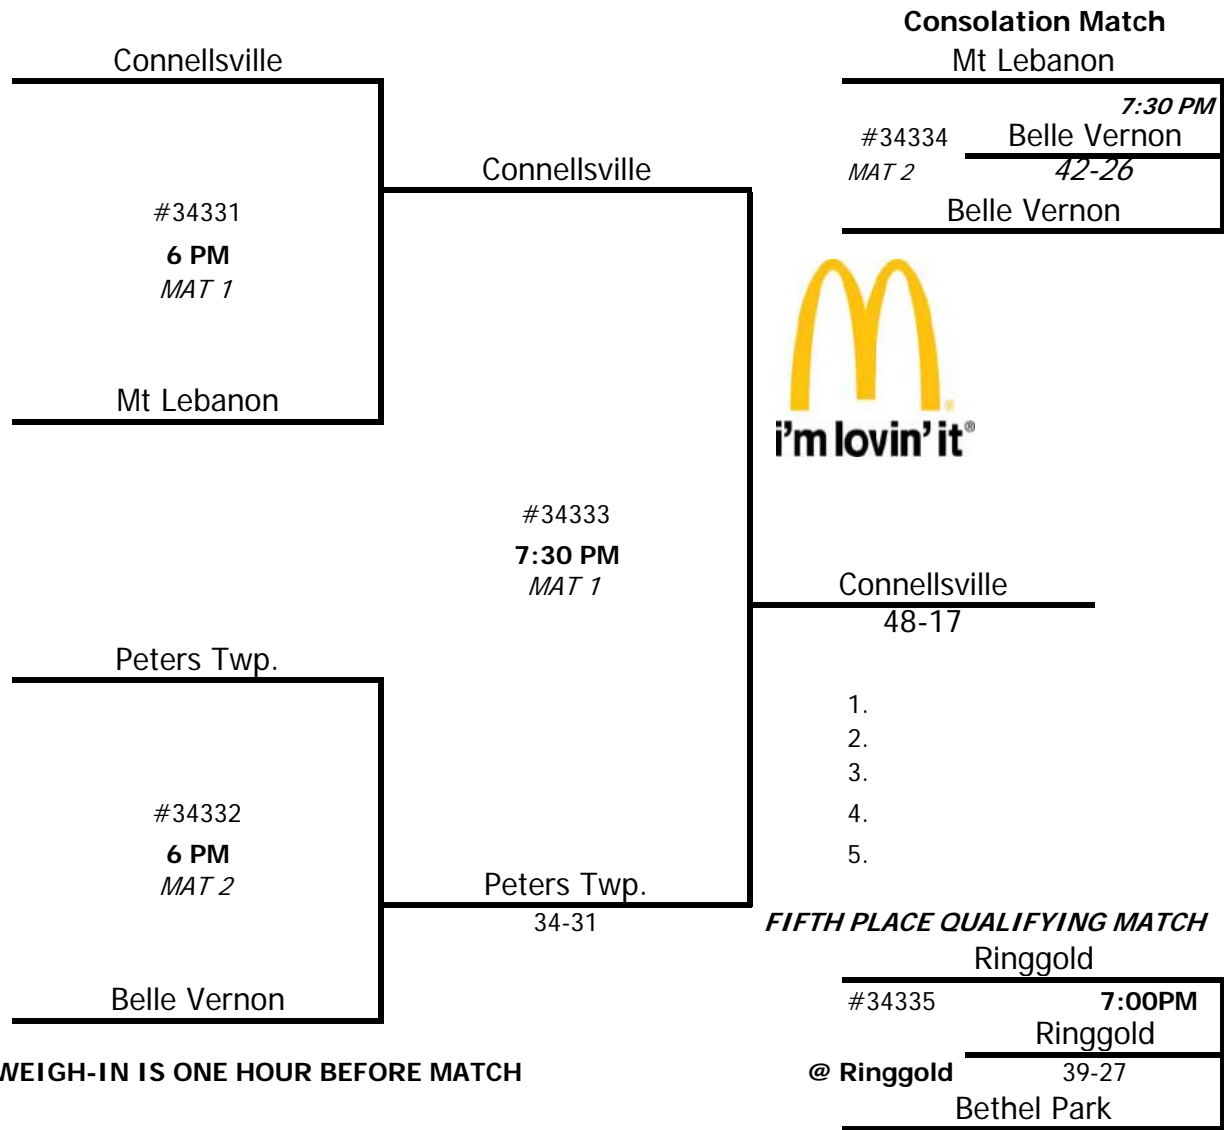 Consolation Match
Connellsville
Mt Lebanon
7:30 PM
#34334
Belle Vernon
Connellsville
MAT 2
42-26
#34331
Belle Vernon
6 PM
MAT 1
Mt Lebanon
i'm lovin' it®
#34333
7:30 PM
MAT 1
Connellsville
48-17
Peters Twp.
1.
2.
3.
#34332
4.
6 PM
5.
MAT 2
Peters Twp.
34-31
FIFTH PLACE QUALIFYING MATCH
Ringgold
Belle Vernon
#34335
7:00PM
Ringgold
WEIGH-IN IS ONE HOUR BEFORE MATCH
@ Ringgold
39-27
Bethel Park